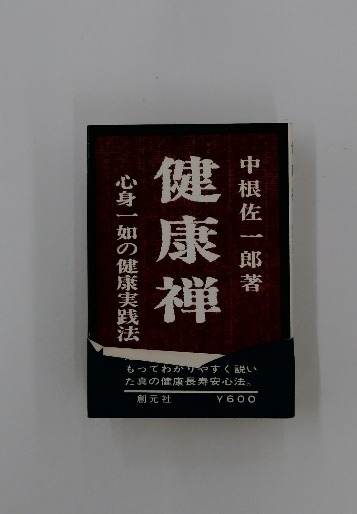 中根佐一郎著
健康禅
心身一如の健康実践法
もってわかりやすく説い
た真の健康長寿安心法。
創元社 ¥600